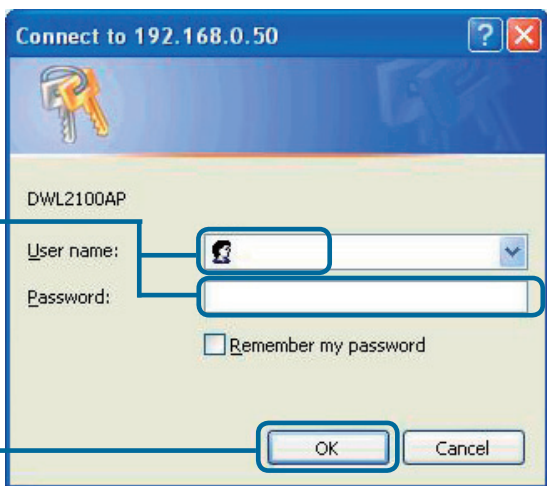 Connect to 192.168.0.50
?
DWL2100AP
User name:
Password:
Remember my password
OK
Cancel